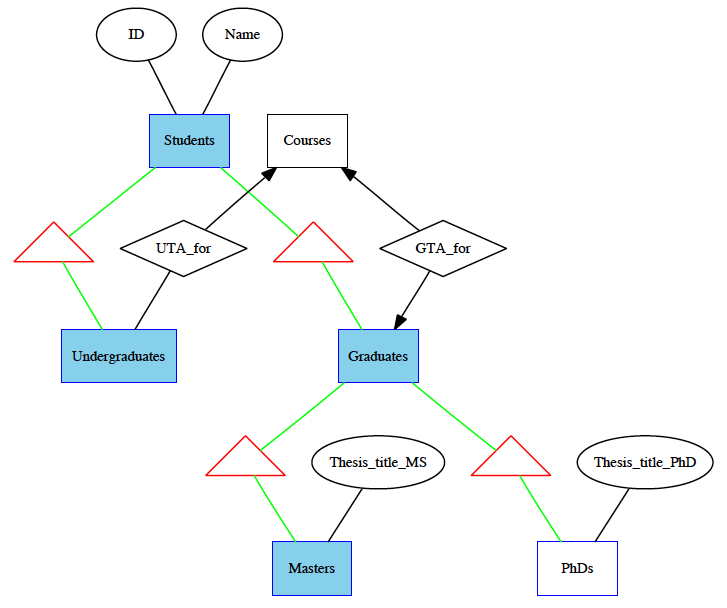 ID
Name
Students
Courses
UTA_for
GTA_for
Undergraduates
Graduates
Thesis_title_MS
Thesis_title_PhD
Masters
PhDs